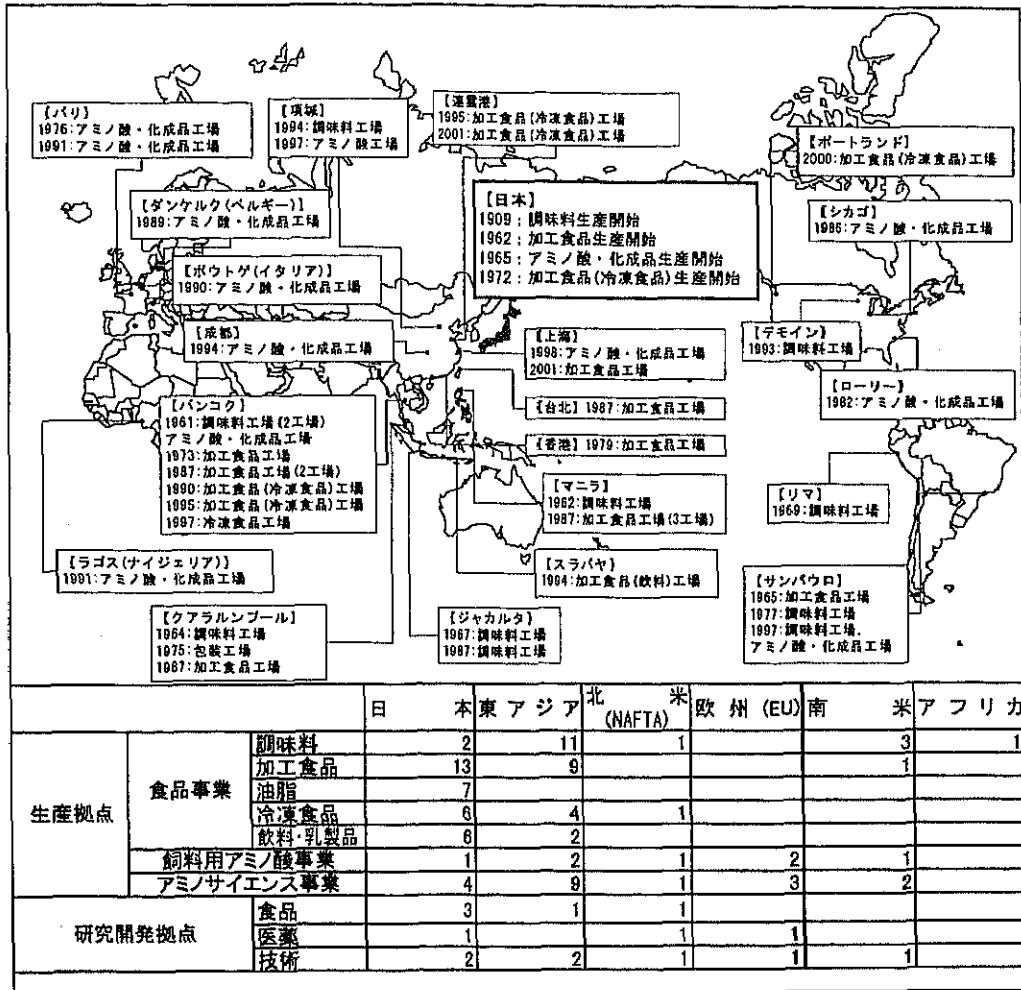 【パリ】
1976:アミノ酸・化成品工場
1991:アミノ酸・化成品工場
【項城】
1994:調味料工場
1997:アミノ酸工場
【連雲港】
1995:加工食品(冷凍食品)工場
2001:加工食品(冷凍食品)工場
【ポートランド】
2000:加工食品(冷凍食品)工場
【ダンケルク(ベルギー)】
1989:アミノ酸・化成品工場
【日本】
1909:調味料生産開始
1962:加工食品生産開始
1965:アミノ酸・化成品生産開始
1972:加工食品(冷凍食品)生産開始
【シカゴ】
1986:アミノ酸・化成品工場
【ボウトゲ(イタリア)】
1990:アミノ酸・化成品工場
【成都】
1994:アミノ酸・化成品工場
【上海】
1998:アミノ酸・化成品工場
2001:加工食品工場
【デモイン】
1993:調味料工場
【ローリー】
1982:アミノ酸・化成品工場
【バンコク】
1961:調味料工場(2工場)
アミノ酸・化成品工場
1973:加工食品工場
1987:加工食品工場(2工場)
1990:加工食品(冷凍食品)工場
1995:加工食品(冷凍食品)工場
1997:冷凍食品工場
【台北】1987:加工食品工場
【香港】1979:加工食品工場
【マニラ】
1962:調味料工場
1987:加工食品工場(3工場)
【リマ】
1969:調味料工場
【ラゴス(ナイジェリア)】
1991:アミノ酸・化成品工場
【スラバヤ】
1994:加工食品(飲料)工場
【サンパウロ】
1965:加工食品工場
1977:調味料工場
1997:調味料工場.
アミノ酸・化成品工場
【クアラルンプール】
1964:調味料工場
1975:包装工場
1987:加工食品工場
【ジャカルタ】
1967:調味料工場
1987:調味料工場
日本 東アジア 北米(NAFTA) 欧州(EU) 南米 アフリカ
生産拠点 食品事業 調味料 2 11 1 3 1
加工食品 13 9 1
油脂 7
冷凍食品 6 4 1
飲料・乳製品 6 2
飼料用アミノ酸事業 1 2 1 2 1
アミノサイエンス事業 4 9 1 3 2
研究開発拠点 食品 3 1 1
医薬 1 1 1
技術 2 2 1 1 1